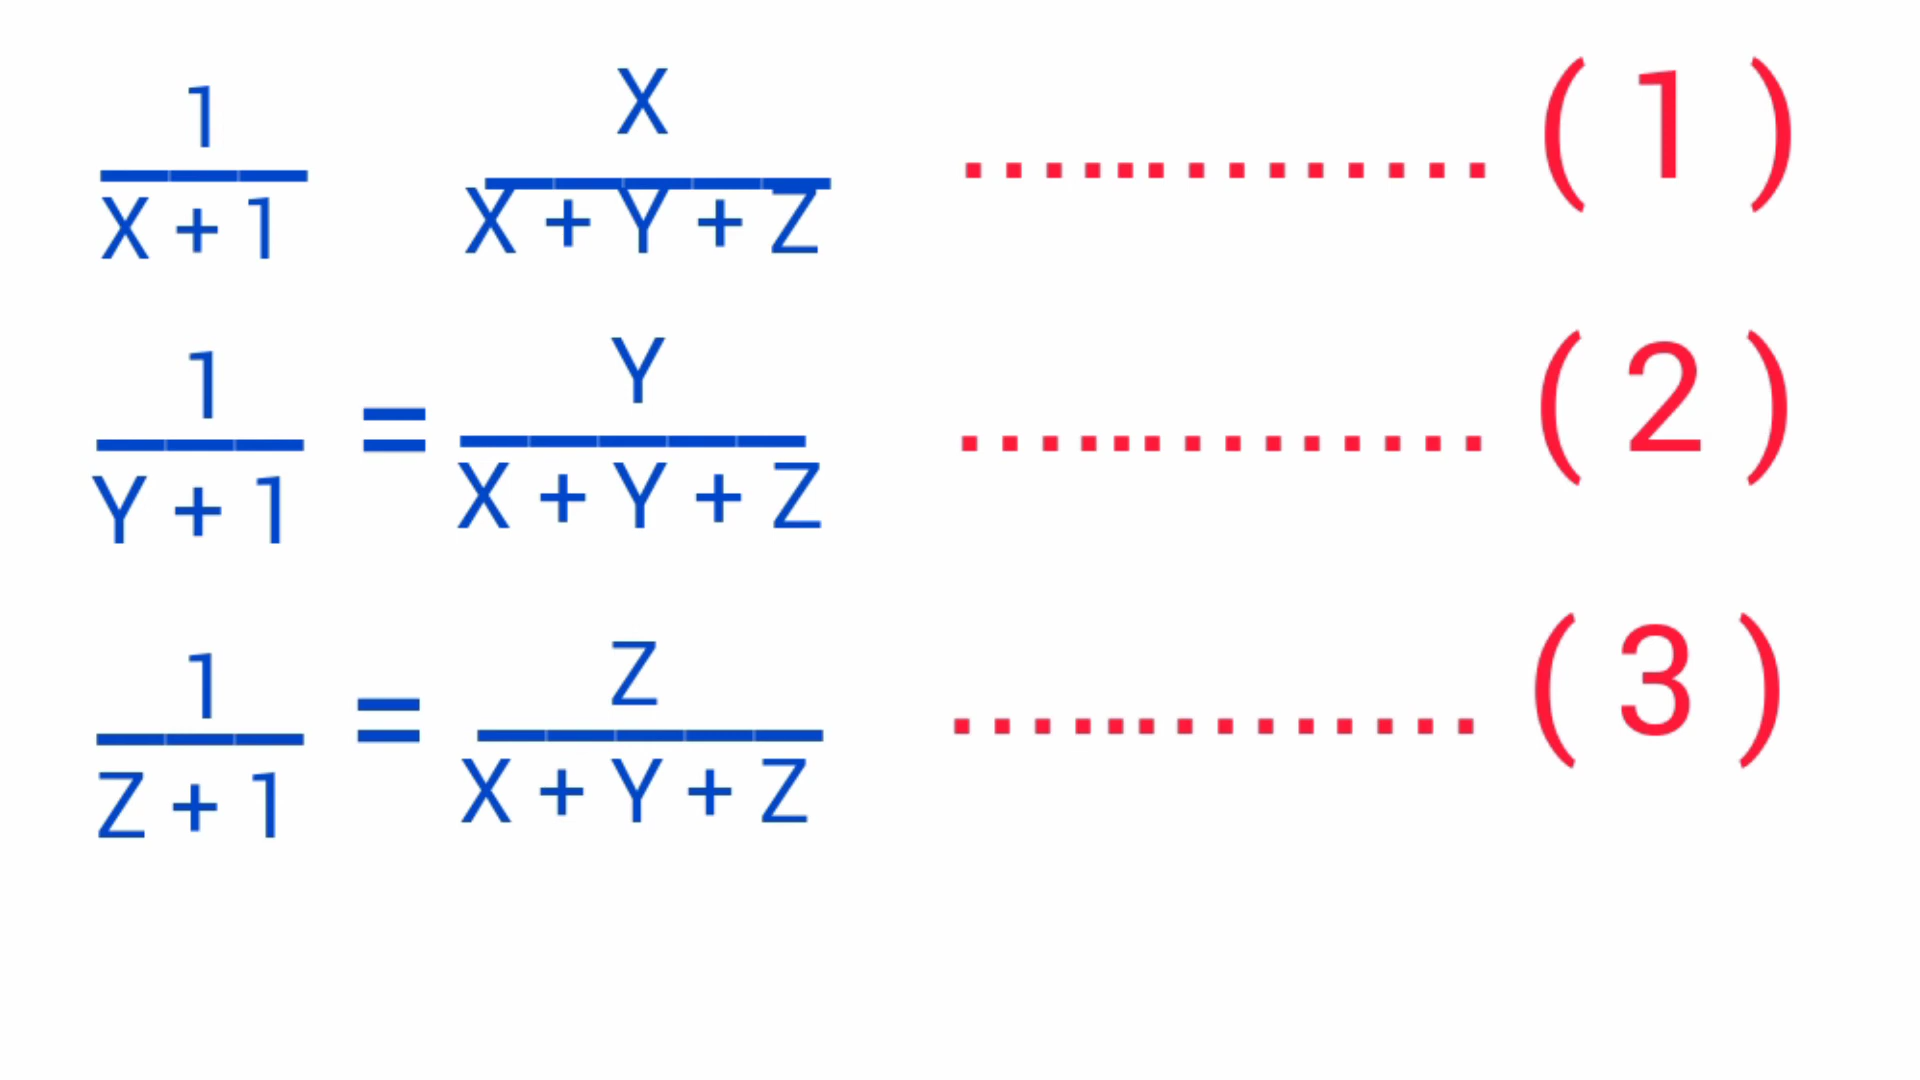 1 X
X + 1 X + Y + Z .............. ( 1 )
1 Y
Y + 1 = X + Y + Z .............. ( 2 )
1 Z
Z + 1 = X + Y + Z .............. ( 3 )